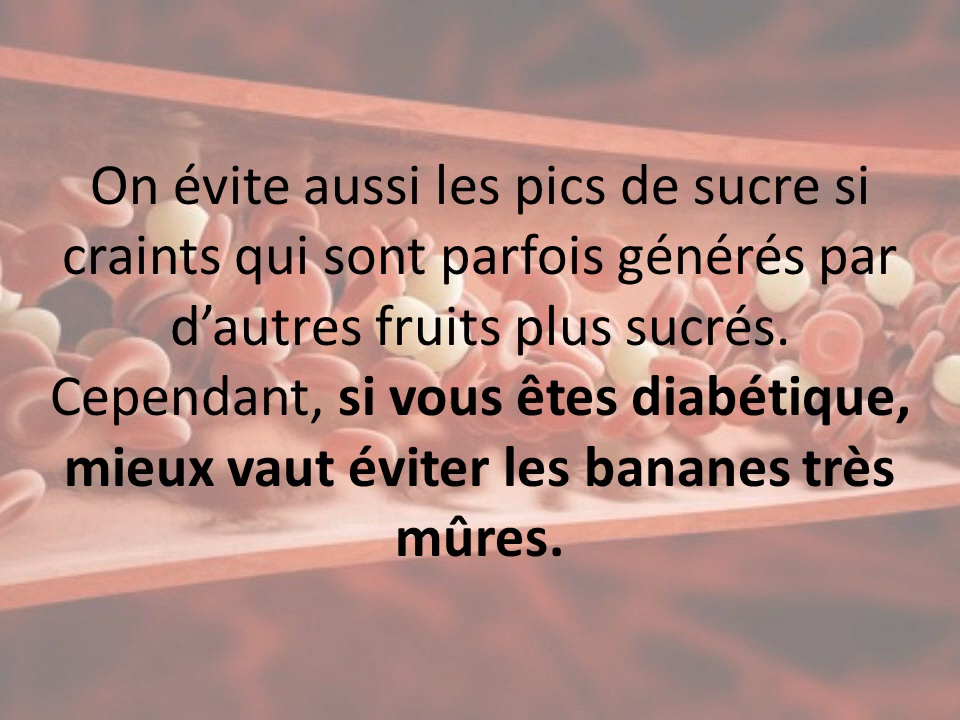 On évite aussi les pics de sucre si
craints qui sont parfois générés par
d’autres fruits plus sucrés.
Cependant, si vous êtes diabétique,
mieux vaut éviter les bananes très
mûres.